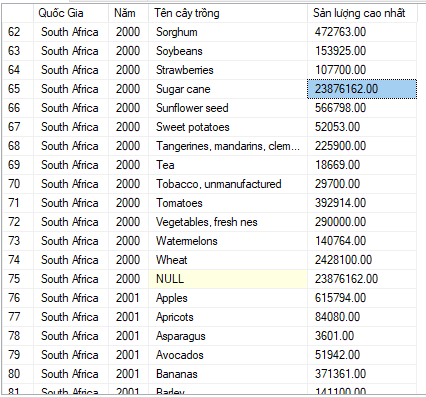 Quốc Gia Năm Tên cây trồng Sản lượng cao nhất
62 South Africa 2000 Sorghum 472763.00
63 South Africa 2000 Soybeans 153925.00
64 South Africa 2000 Strawberries 107700.00
65 South Africa 2000 Sugar cane 23876162.00
66 South Africa 2000 Sunflower seed 566798.00
67 South Africa 2000 Sweet potatoes 52053.00
68 South Africa 2000 Tangerines, mandarins, clem... 225900.00
69 South Africa 2000 Tea 18669.00
70 South Africa 2000 Tobacco, unmanufactured 29700.00
71 South Africa 2000 Tomatoes 392914.00
72 South Africa 2000 Vegetables, fresh nes 290000.00
73 South Africa 2000 Watermelons 140764.00
74 South Africa 2000 Wheat 2428100.00
75 South Africa 2000 NULL 23876162.00
76 South Africa 2001 Apples 615794.00
77 South Africa 2001 Apricots 84080.00
78 South Africa 2001 Asparagus 3601.00
79 South Africa 2001 Avocados 51942.00
80 South Africa 2001 Bananas 371361.00
81 South Africa 2001 Barley 141100.00